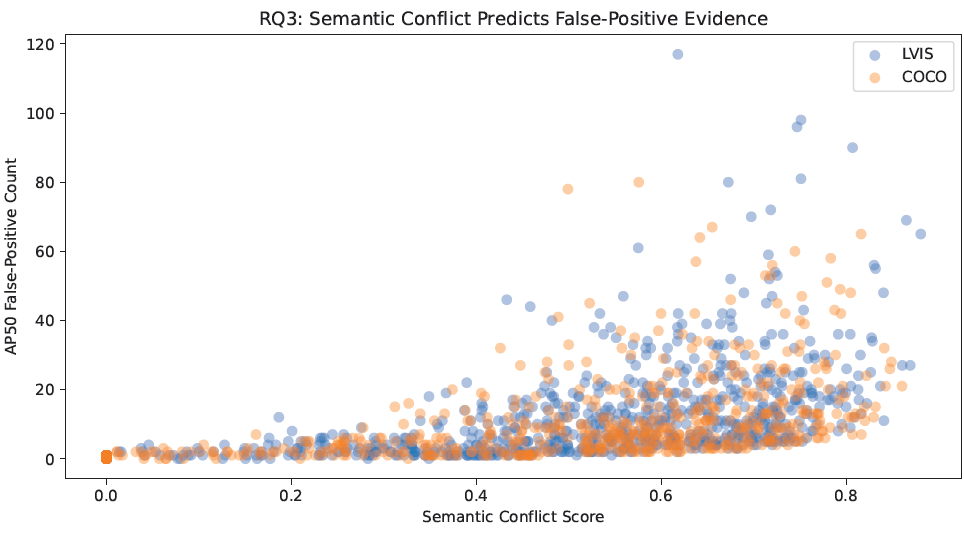 RQ3: Semantic Conflict Predicts False-Positive Evidence
LVIS
COCO
AP50 False-Positive Count
120
100
80
60
40
20
0
0.0
0.2
0.4
0.6
0.8
Semantic Conflict Score